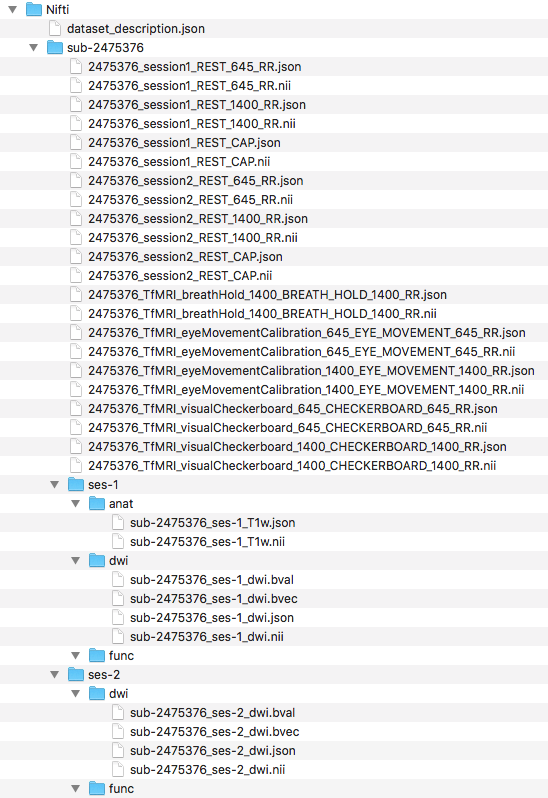 Nifti
dataset_description.json
sub-2475376
2475376_session1_REST_645_RR.json
2475376_session1_REST_645_RR.nii
2475376_session1_REST_1400_RR.json
2475376_session1_REST_1400_RR.nii
2475376_session1_REST_CAP.json
2475376_session1_REST_CAP.nii
2475376_session2_REST_645_RR.json
2475376_session2_REST_645_RR.nii
2475376_session2_REST_1400_RR.json
2475376_session2_REST_1400_RR.nii
2475376_session2_REST_CAP.json
2475376_session2_REST_CAP.nii
2475376_TfMRI_breathHold_1400_BREATH_HOLD_1400_RR.json
2475376_TfMRI_breathHold_1400_BREATH_HOLD_1400_RR.nii
2475376_TfMRI_eyeMovementCalibration_645_EYE_MOVEMENT_645_RR.json
2475376_TfMRI_eyeMovementCalibration_645_EYE_MOVEMENT_645_RR.nii
2475376_TfMRI_eyeMovementCalibration_1400_EYE_MOVEMENT_1400_RR.json
2475376_TfMRI_eyeMovementCalibration_1400_EYE_MOVEMENT_1400_RR.nii
2475376_TfMRI_visualCheckerboard_645_CHECKERBOARD_645_RR.json
2475376_TfMRI_visualCheckerboard_645_CHECKERBOARD_645_RR.nii
2475376_TfMRI_visualCheckerboard_1400_CHECKERBOARD_1400_RR.json
2475376_TfMRI_visualCheckerboard_1400_CHECKERBOARD_1400_RR.nii
ses-1
anat
sub-2475376_ses-1_T1w.json
sub-2475376_ses-1_T1w.nii
dwi
sub-2475376_ses-1_dwi.bval
sub-2475376_ses-1_dwi.bvec
sub-2475376_ses-1_dwi.json
sub-2475376_ses-1_dwi.nii
func
ses-2
dwi
sub-2475376_ses-2_dwi.bval
sub-2475376_ses-2_dwi.bvec
sub-2475376_ses-2_dwi.json
sub-2475376_ses-2_dwi.nii
func